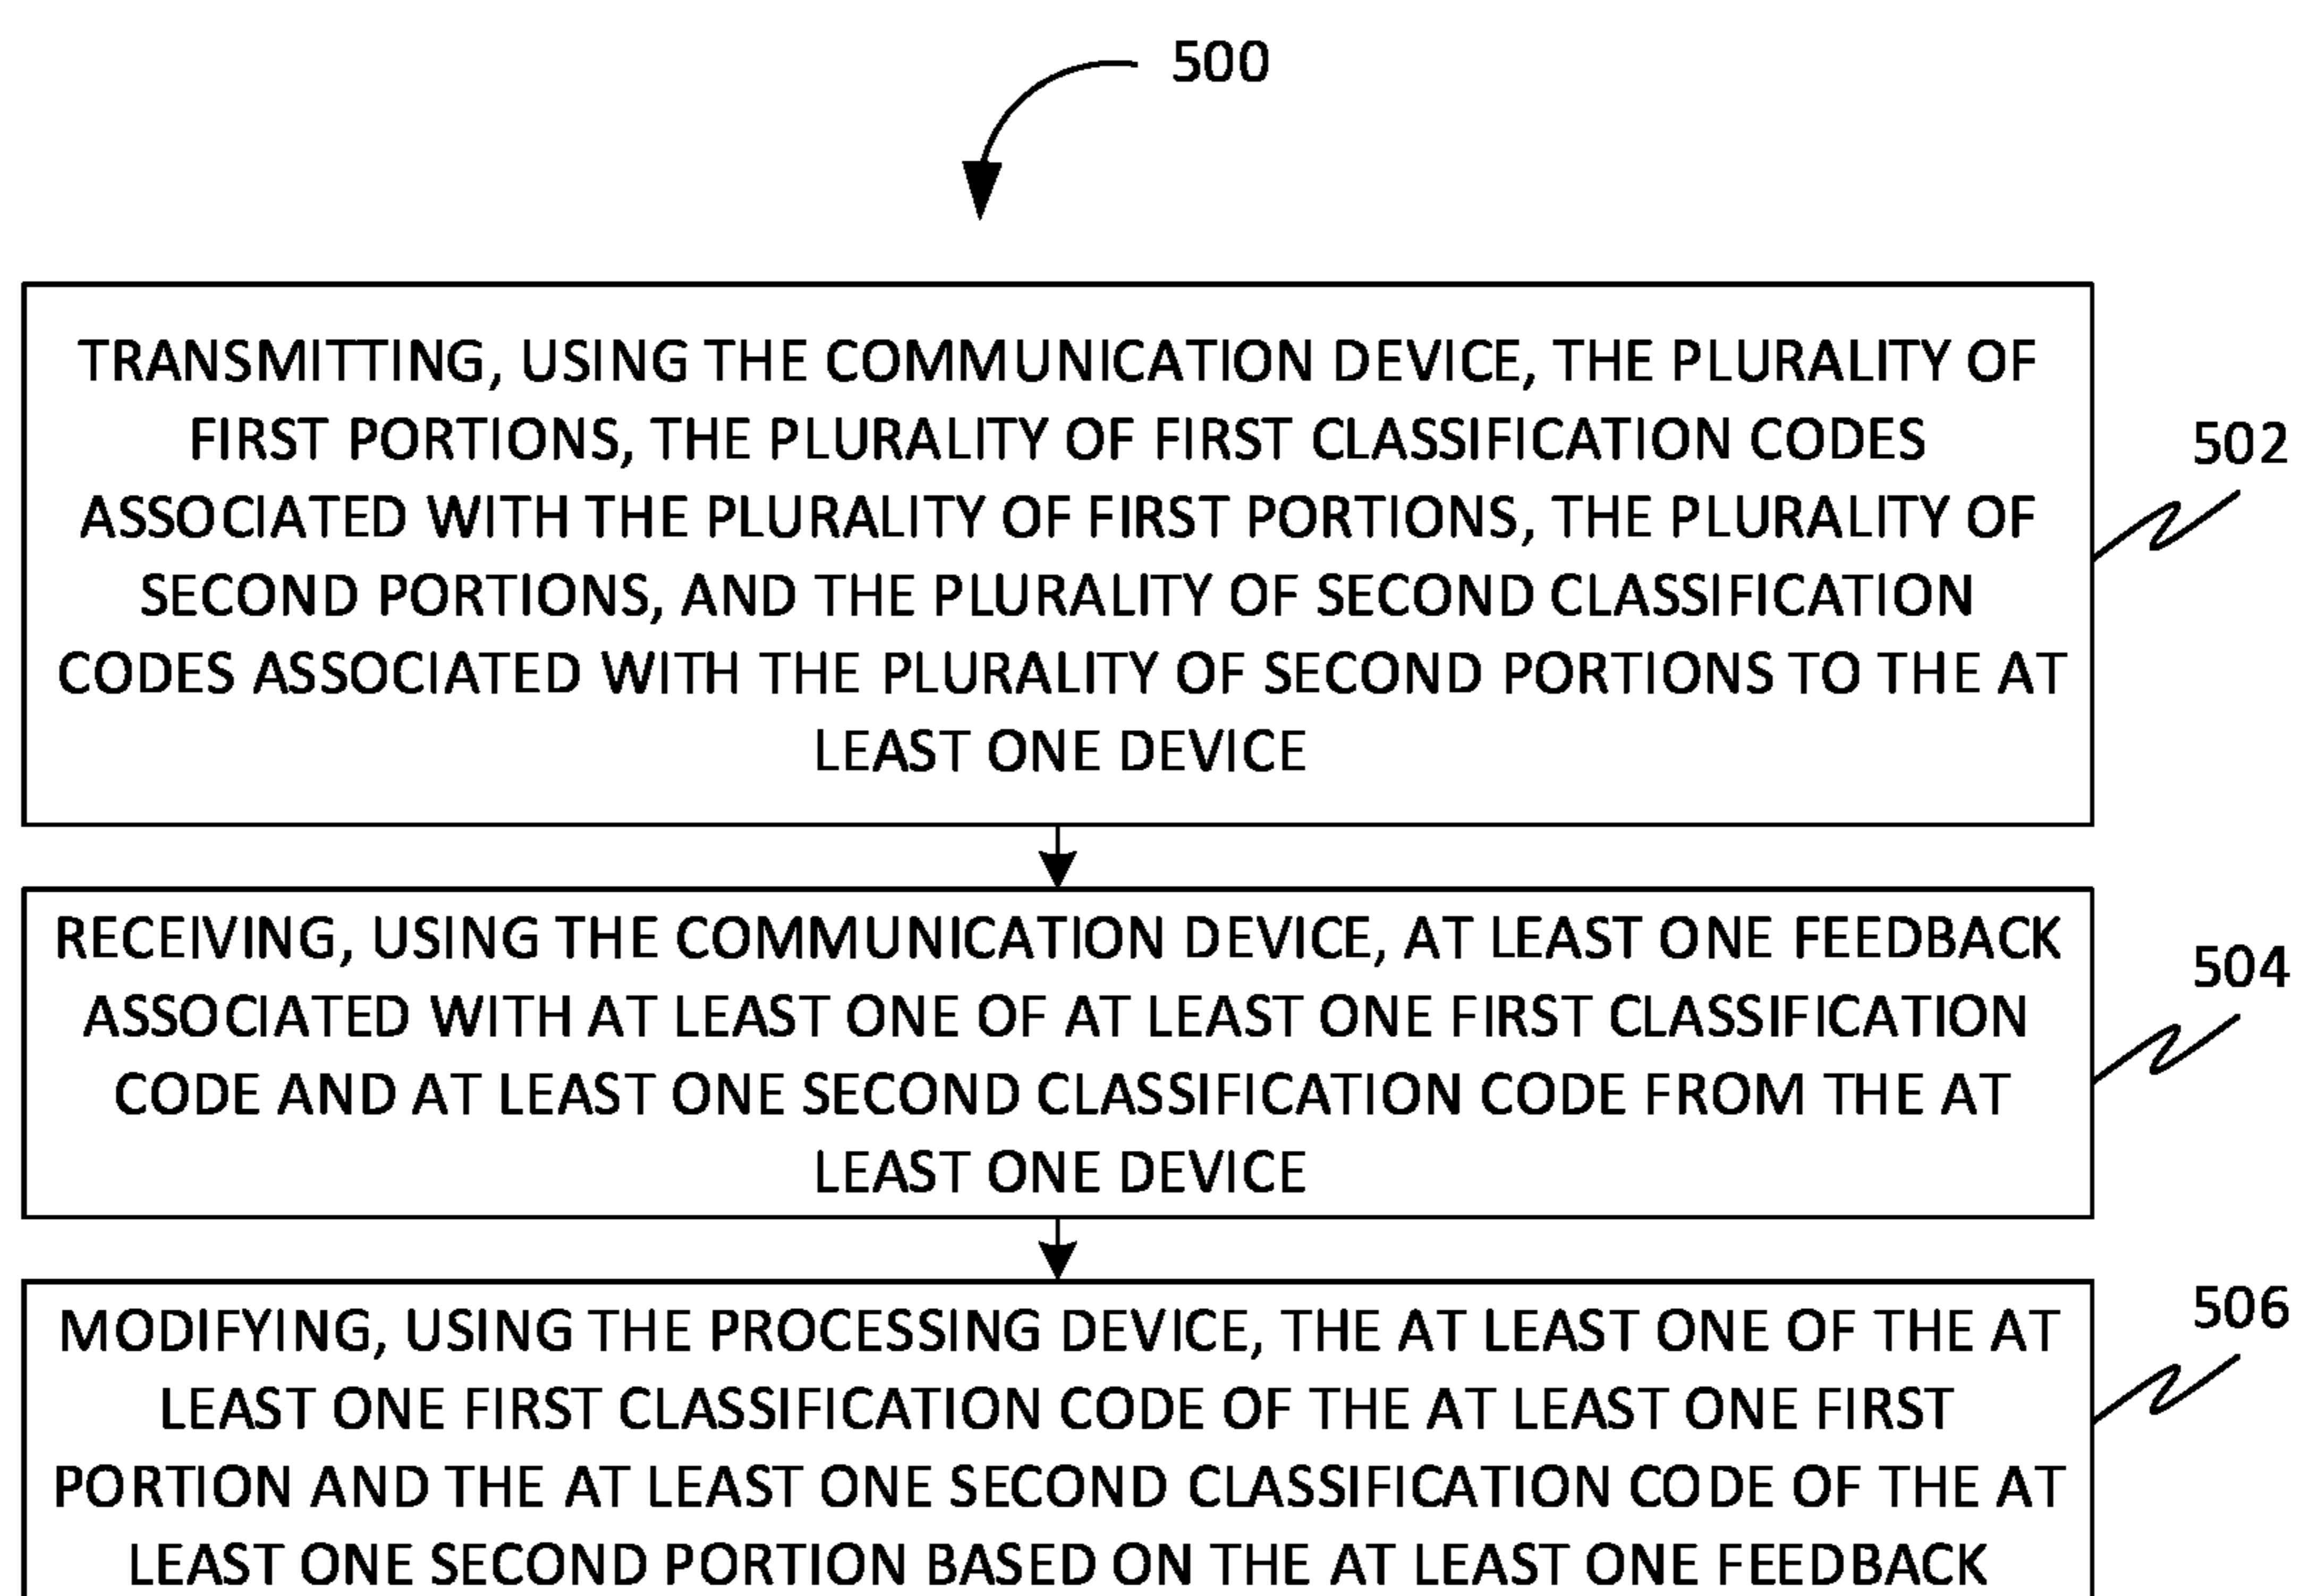 500
TRANSMITTING, USING THE COMMUNICATION DEVICE, THE PLURALITY OF
FIRST PORTIONS, THE PLURALITY OF FIRST CLASSIFICATION CODES
ASSOCIATED WITH THE PLURALITY OF FIRST PORTIONS, THE PLURALITY OF
SECOND PORTIONS, AND THE PLURALITY OF SECOND CLASSIFICATION
CODES ASSOCIATED WITH THE PLURALITY OF SECOND PORTIONS TO THE AT
LEAST ONE DEVICE
502
RECEIVING, USING THE COMMUNICATION DEVICE, AT LEAST ONE FEEDBACK
ASSOCIATED WITH AT LEAST ONE OF AT LEAST ONE FIRST CLASSIFICATION
CODE AND AT LEAST ONE SECOND CLASSIFICATION CODE FROM THE AT
LEAST ONE DEVICE
504
MODIFYING, USING THE PROCESSING DEVICE, THE AT LEAST ONE OF THE AT
LEAST ONE FIRST CLASSIFICATION CODE OF THE AT LEAST ONE FIRST
PORTION AND THE AT LEAST ONE SECOND CLASSIFICATION CODE OF THE AT
LEAST ONE SECOND PORTION BASED ON THE AT LEAST ONE FEEDBACK
506